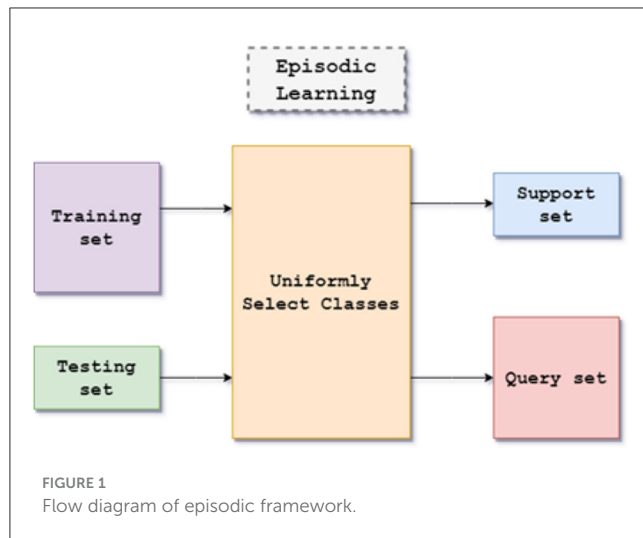 Episodic
Learning
Training
set
Uniformly
Select Classes
Support
set
Testing
set
Query set
FIGURE 1
Flow diagram of episodic framework.